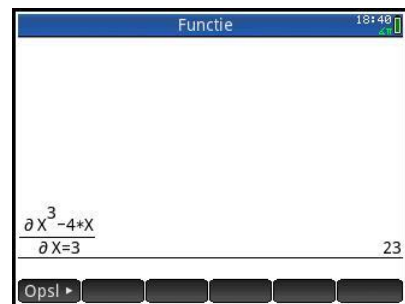 Functie
18:40
∡π
∂ X³-4*X
∂ X=3
23
Opsl ▸